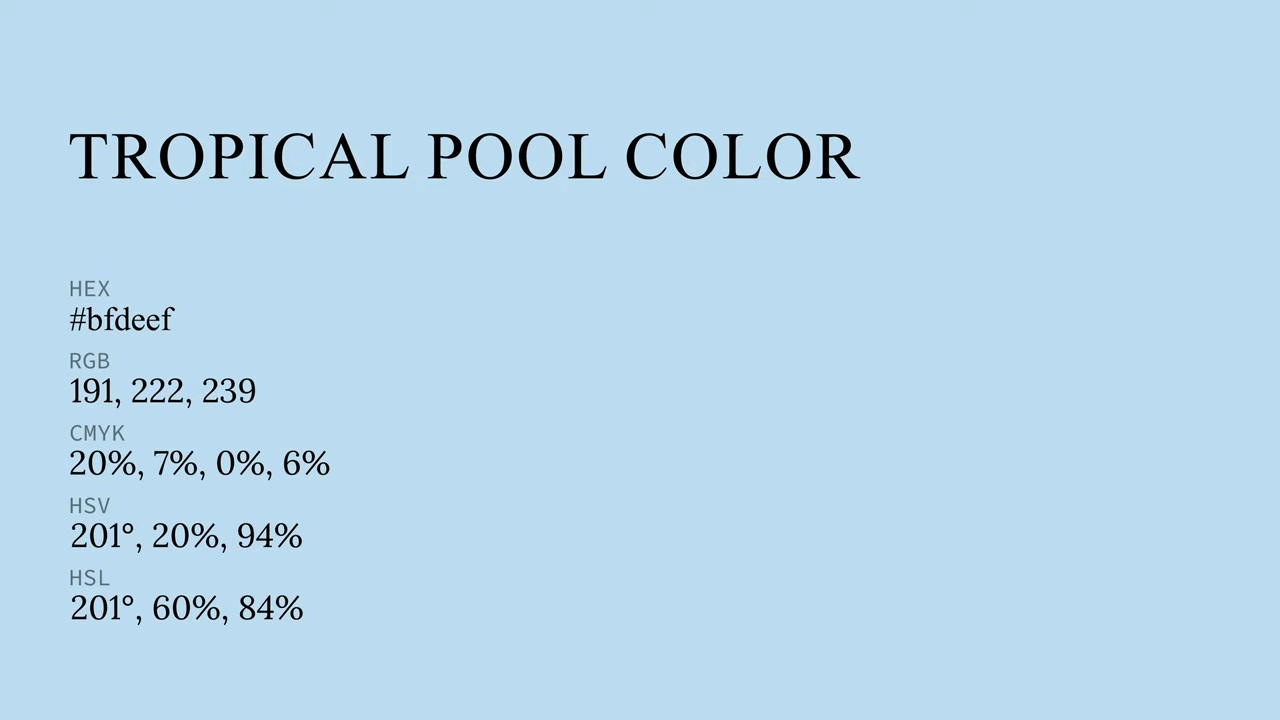 TROPICAL POOL COLOR
HEX
#bfdeef
RGB
191, 222, 239
CMYK
20%, 7%, 0%, 6%
HSV
201°, 20%, 94%
HSL
201°, 60%, 84%